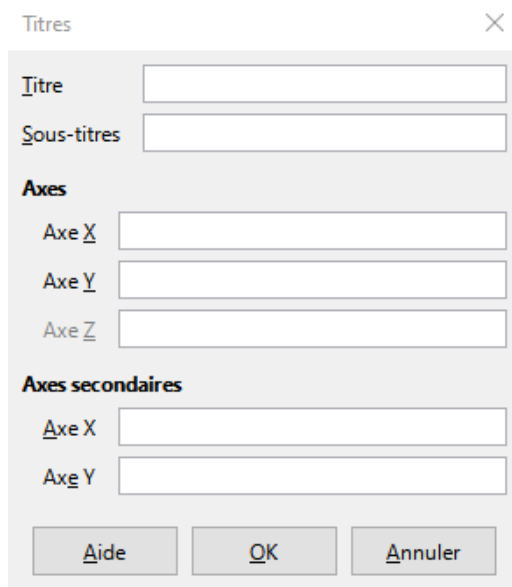 Titres
Titre
Sous-titres
Axes
Axe X
Axe Y
Axe Z
Axes secondaires
Axe X
Axe Y
Aide OK Annuler